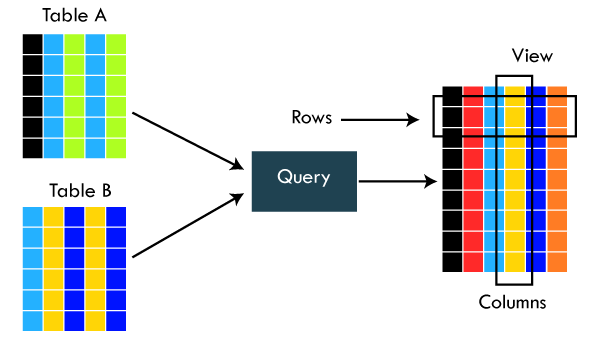 Table A
View
Rows
Query
Table B
Columns